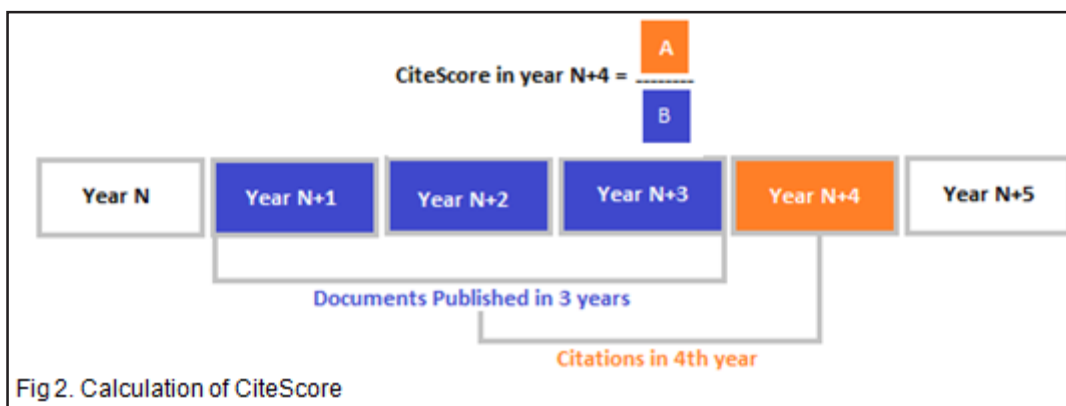 A
CiteScore in year N+4 = --------
B
Year N Year N+1 Year N+2 Year N+3 Year N+4 Year N+5
Documents Published in 3 years
Citations in 4th year
Fig 2. Calculation of CiteScore